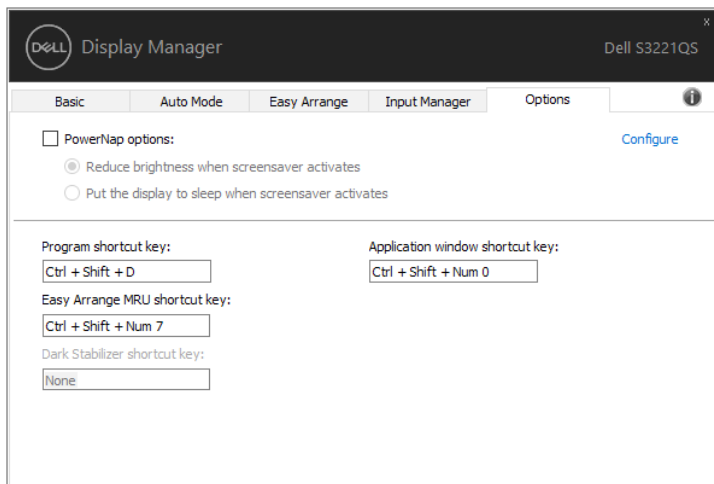 x
DELL
Display Manager
Dell S3221QS
Basic
Auto Mode
Easy Arrange
Input Manager
Options
i
PowerNap options:
Configure
Reduce brightness when screensaver activates
Put the display to sleep when screensaver activates
Program shortcut key:
Application window shortcut key:
Ctrl + Shift + D
Ctrl + Shift + Num 0
Easy Arrange MRU shortcut key:
Ctrl + Shift + Num 7
Dark Stabilizer shortcut key:
None